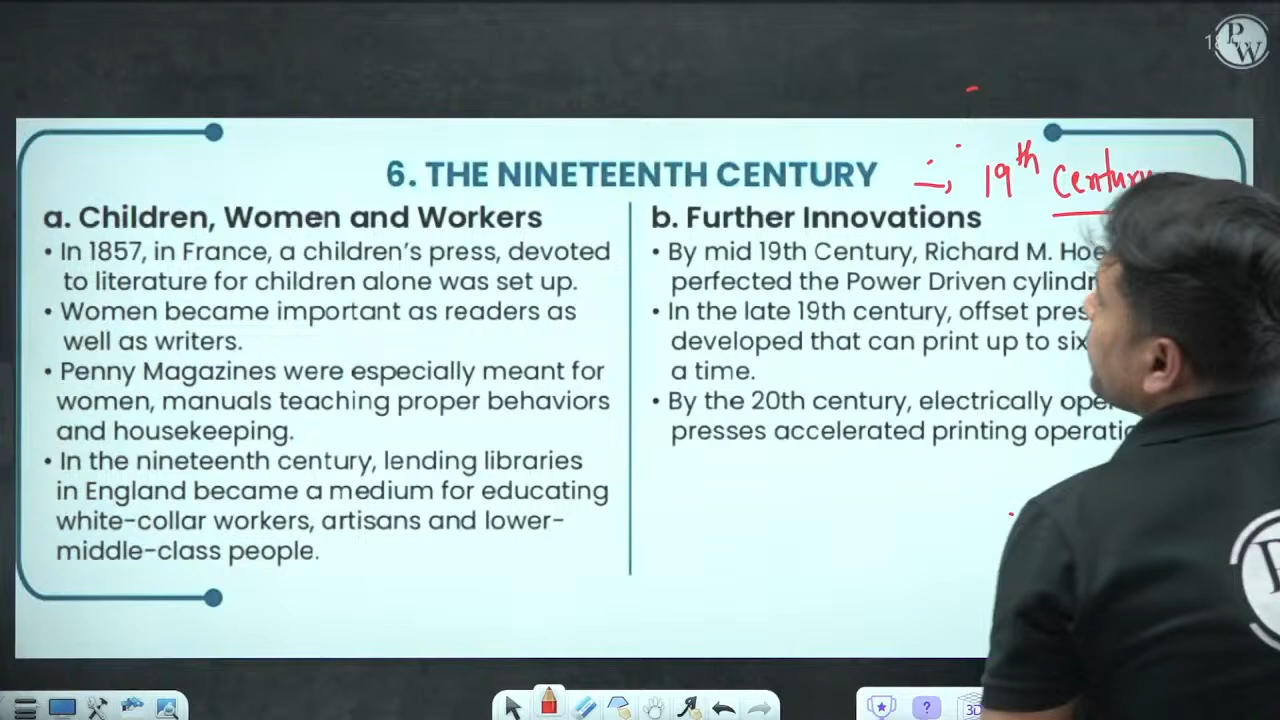 PW
6. THE NINETEENTH CENTURY
19th Century
a. Children, Women and Workers
• In 1857, in France, a children's press, devoted
to literature for children alone was set up.
• Women became important as readers as
well as writers.
• Penny Magazines were especially meant for
women, manuals teaching proper behaviors
and housekeeping.
• In the nineteenth century, lending libraries
in England became a medium for educating
white-collar workers, artisans and lower-
middle-class people.
b. Further Innovations
• By mid 19th Century, Richard M.
perfected the Power Driven
• In the late 19th century, offset
developed that can print up to six
a time.
• By the 20th century, electrically
presses accelerated printing
3D